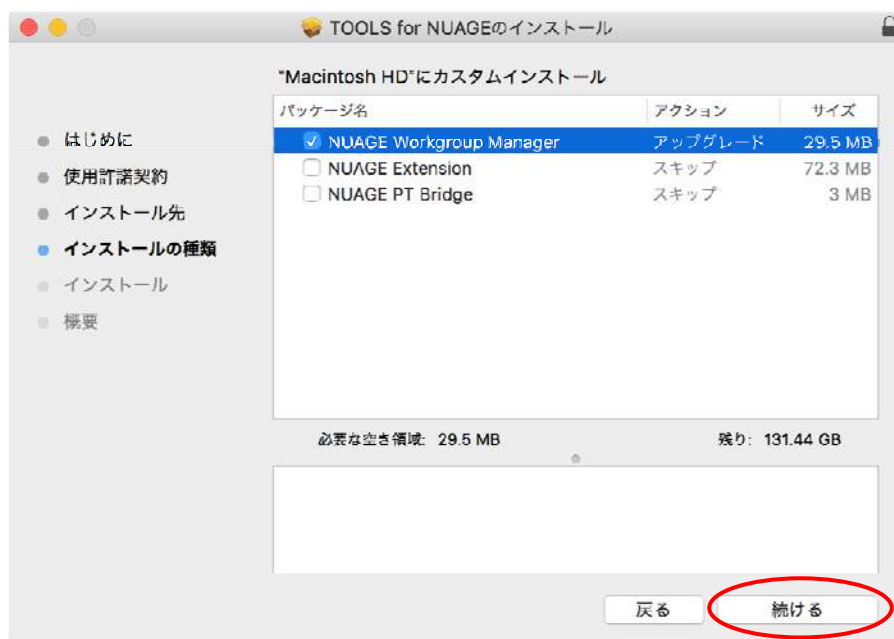 TOOLS for NUAGEのインストール
"Macintosh HD"にカスタムインストール
はじめに
使用許諾契約
インストール先
インストールの種類
インストール
概要
パッケージ名 アクション サイズ
NUAGE Workgroup Manager アップグレード 29.5 MB
NUAGE Extension スキップ 72.3 MB
NUAGE PT Bridge スキップ 3 MB
必要な空き領域: 29.5 MB 残り: 131.44 GB
戻る 続ける